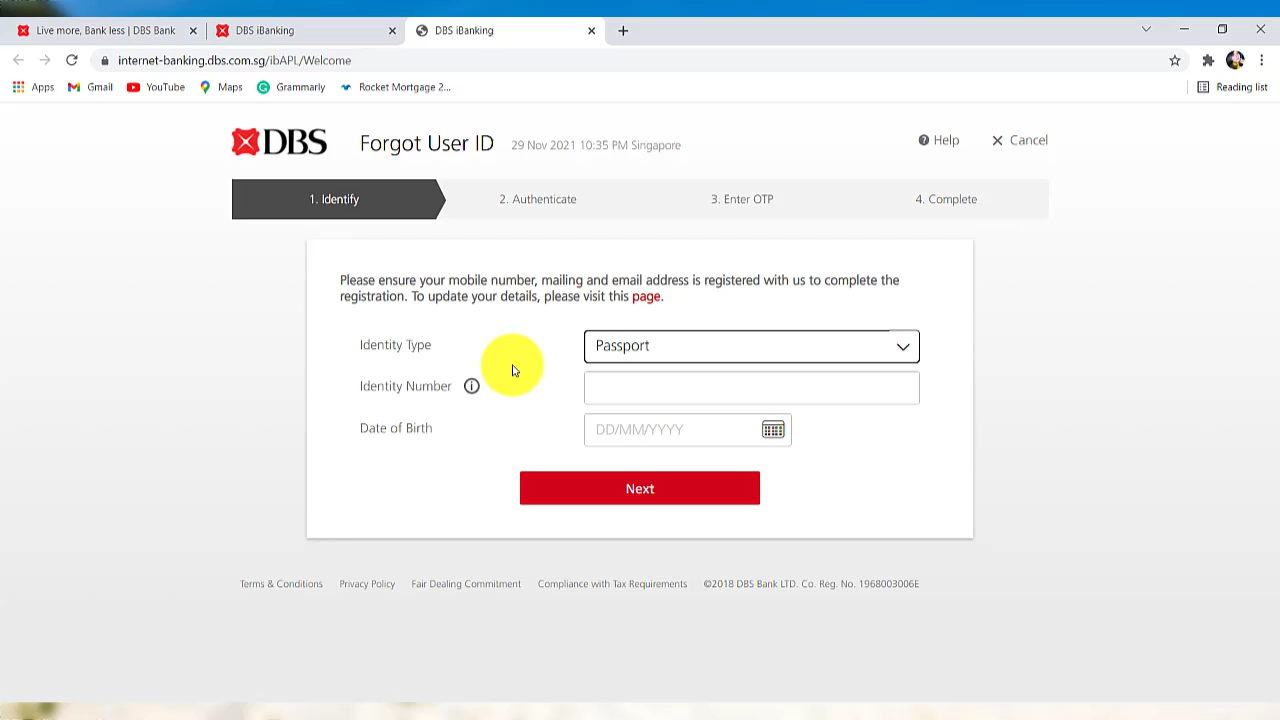 Live more, Bank less | DBS Bank
DBS iBanking
DBS iBanking
internet-banking.dbs.com.sg/ibAPL/Welcome
Apps
Gmail
YouTube
Maps
Grammarly
Rocket Mortgage 2...
Reading list
DBS
Forgot User ID
29 Nov 2021 10:35 PM Singapore
Help
Cancel
1. Identify
2. Authenticate
3. Enter OTP
4. Complete
Please ensure your mobile number, mailing and email address is registered with us to complete the
registration. To update your details, please visit this page.
Identity Type
Passport
Identity Number
Date of Birth
DD/MM/YYYY
Next
Terms & Conditions
Privacy Policy
Fair Dealing Commitment
Compliance with Tax Requirements
©2018 DBS Bank LTD. Co. Reg. No. 1968003006E